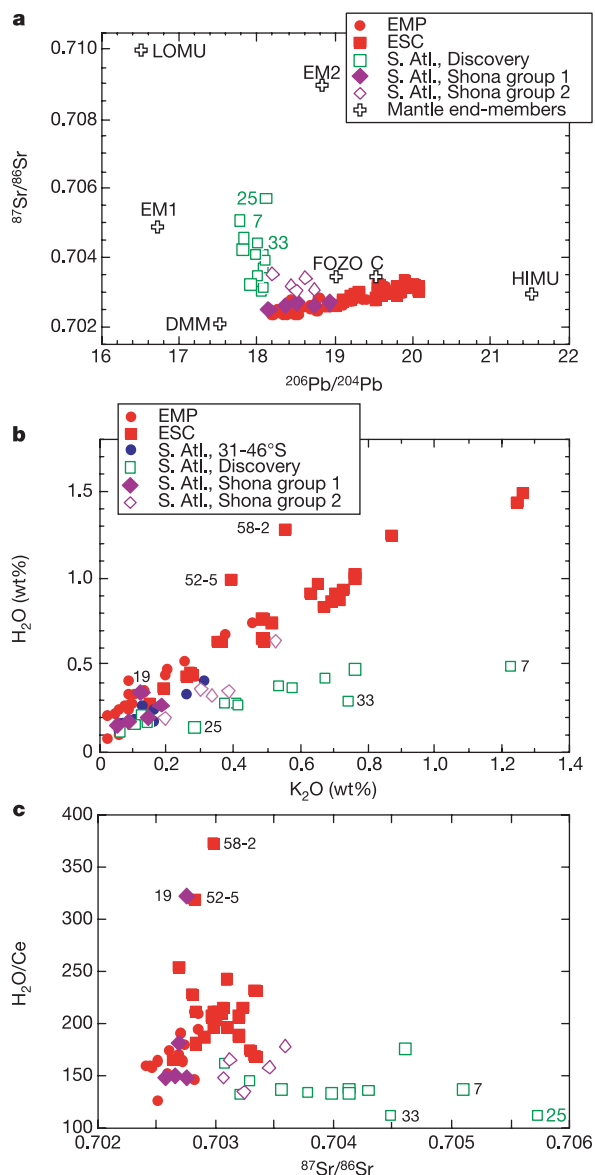 a
0.710
0.708
0.706
0.704
0.702
87Sr/86Sr
LOMU
EM2
EM1
25
7
33
FOZO C
HIMU
DMM
EMP
ESC
S. Atl., Discovery
S. Atl., Shona group 1
S. Atl., Shona group 2
Mantle end-members
16 17 18 19 20 21 22
206Pb/204Pb
b
EMP
ESC
S. Atl., 31-46°S
S. Atl., Discovery
S. Atl., Shona group 1
S. Atl., Shona group 2
1.5
1.0
0.5
0
H2O (wt%)
58-2
52-5
19
7
33
25
0 0.2 0.4 0.6 0.8 1.0 1.2 1.4
K2O (wt%)
c
400
350
300
250
200
150
100
H2O/Ce
58-2
19 52-5
7
33
25
0.702 0.703 0.704 0.705 0.706
87Sr/86Sr